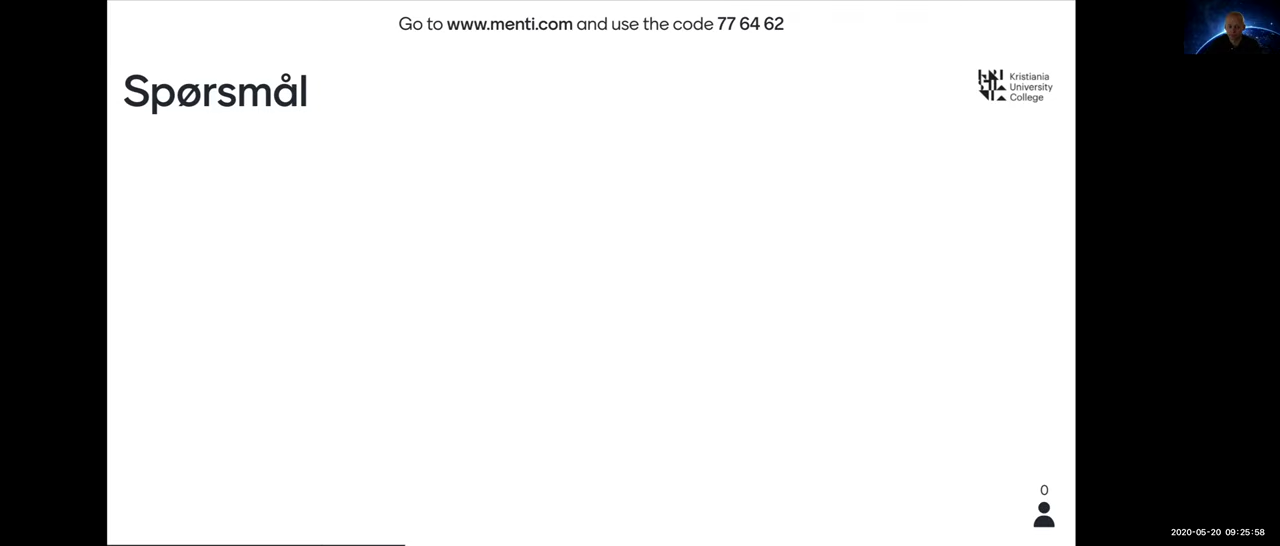 Go to www.menti.com and use the code 77 64 62
Spørsmål
Kristiania
University
College
0
2020-05-20 09:25:58